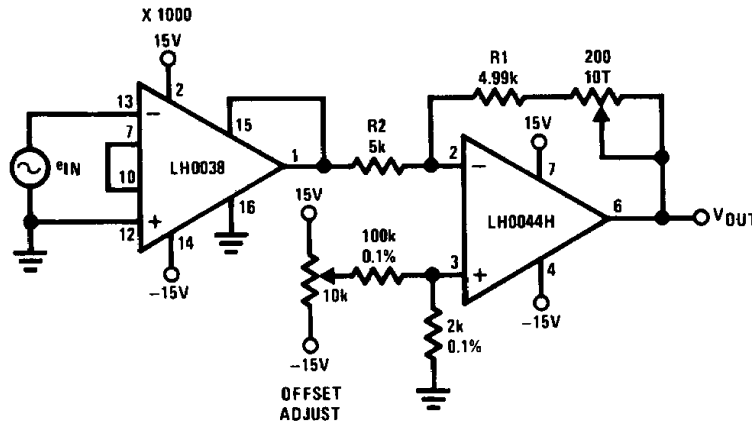 X 1000
15V
2
13
7
10
12
15
1
16
14
LH0038
eIN
-15V
R2
5k
R1
4.99k
200
10T
15V
7
2
3
6
4
LH0044H
VOUT
-15V
15V
100k
0.1%
10k
2k
0.1%
-15V
OFFSET
ADJUST